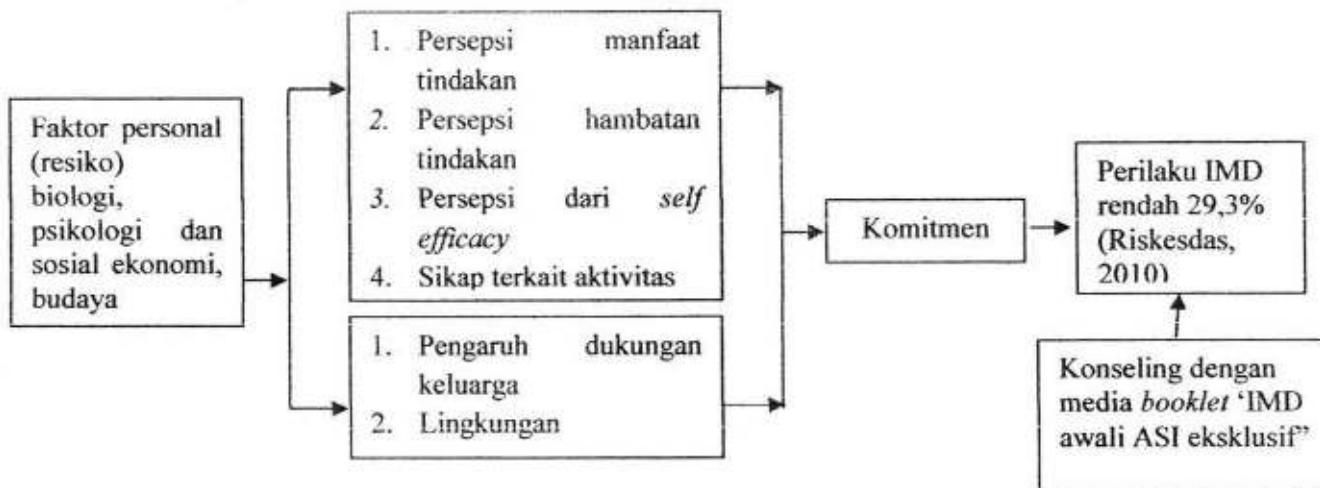 Faktor personal
(resiko)
biologi,
psikologi dan
sosial ekonomi,
budaya
1. Persepsi manfaat
tindakan
2. Persepsi hambatan
tindakan
3. Persepsi dari self
efficacy
4. Sikap terkait aktivitas
1. Pengaruh dukungan
keluarga
2. Lingkungan
Komitmen
Perilaku IMD
rendah 29,3%
(Riskesdas,
2010)
Konseling dengan
media booklet ‘IMD
awali ASI eksklusif”